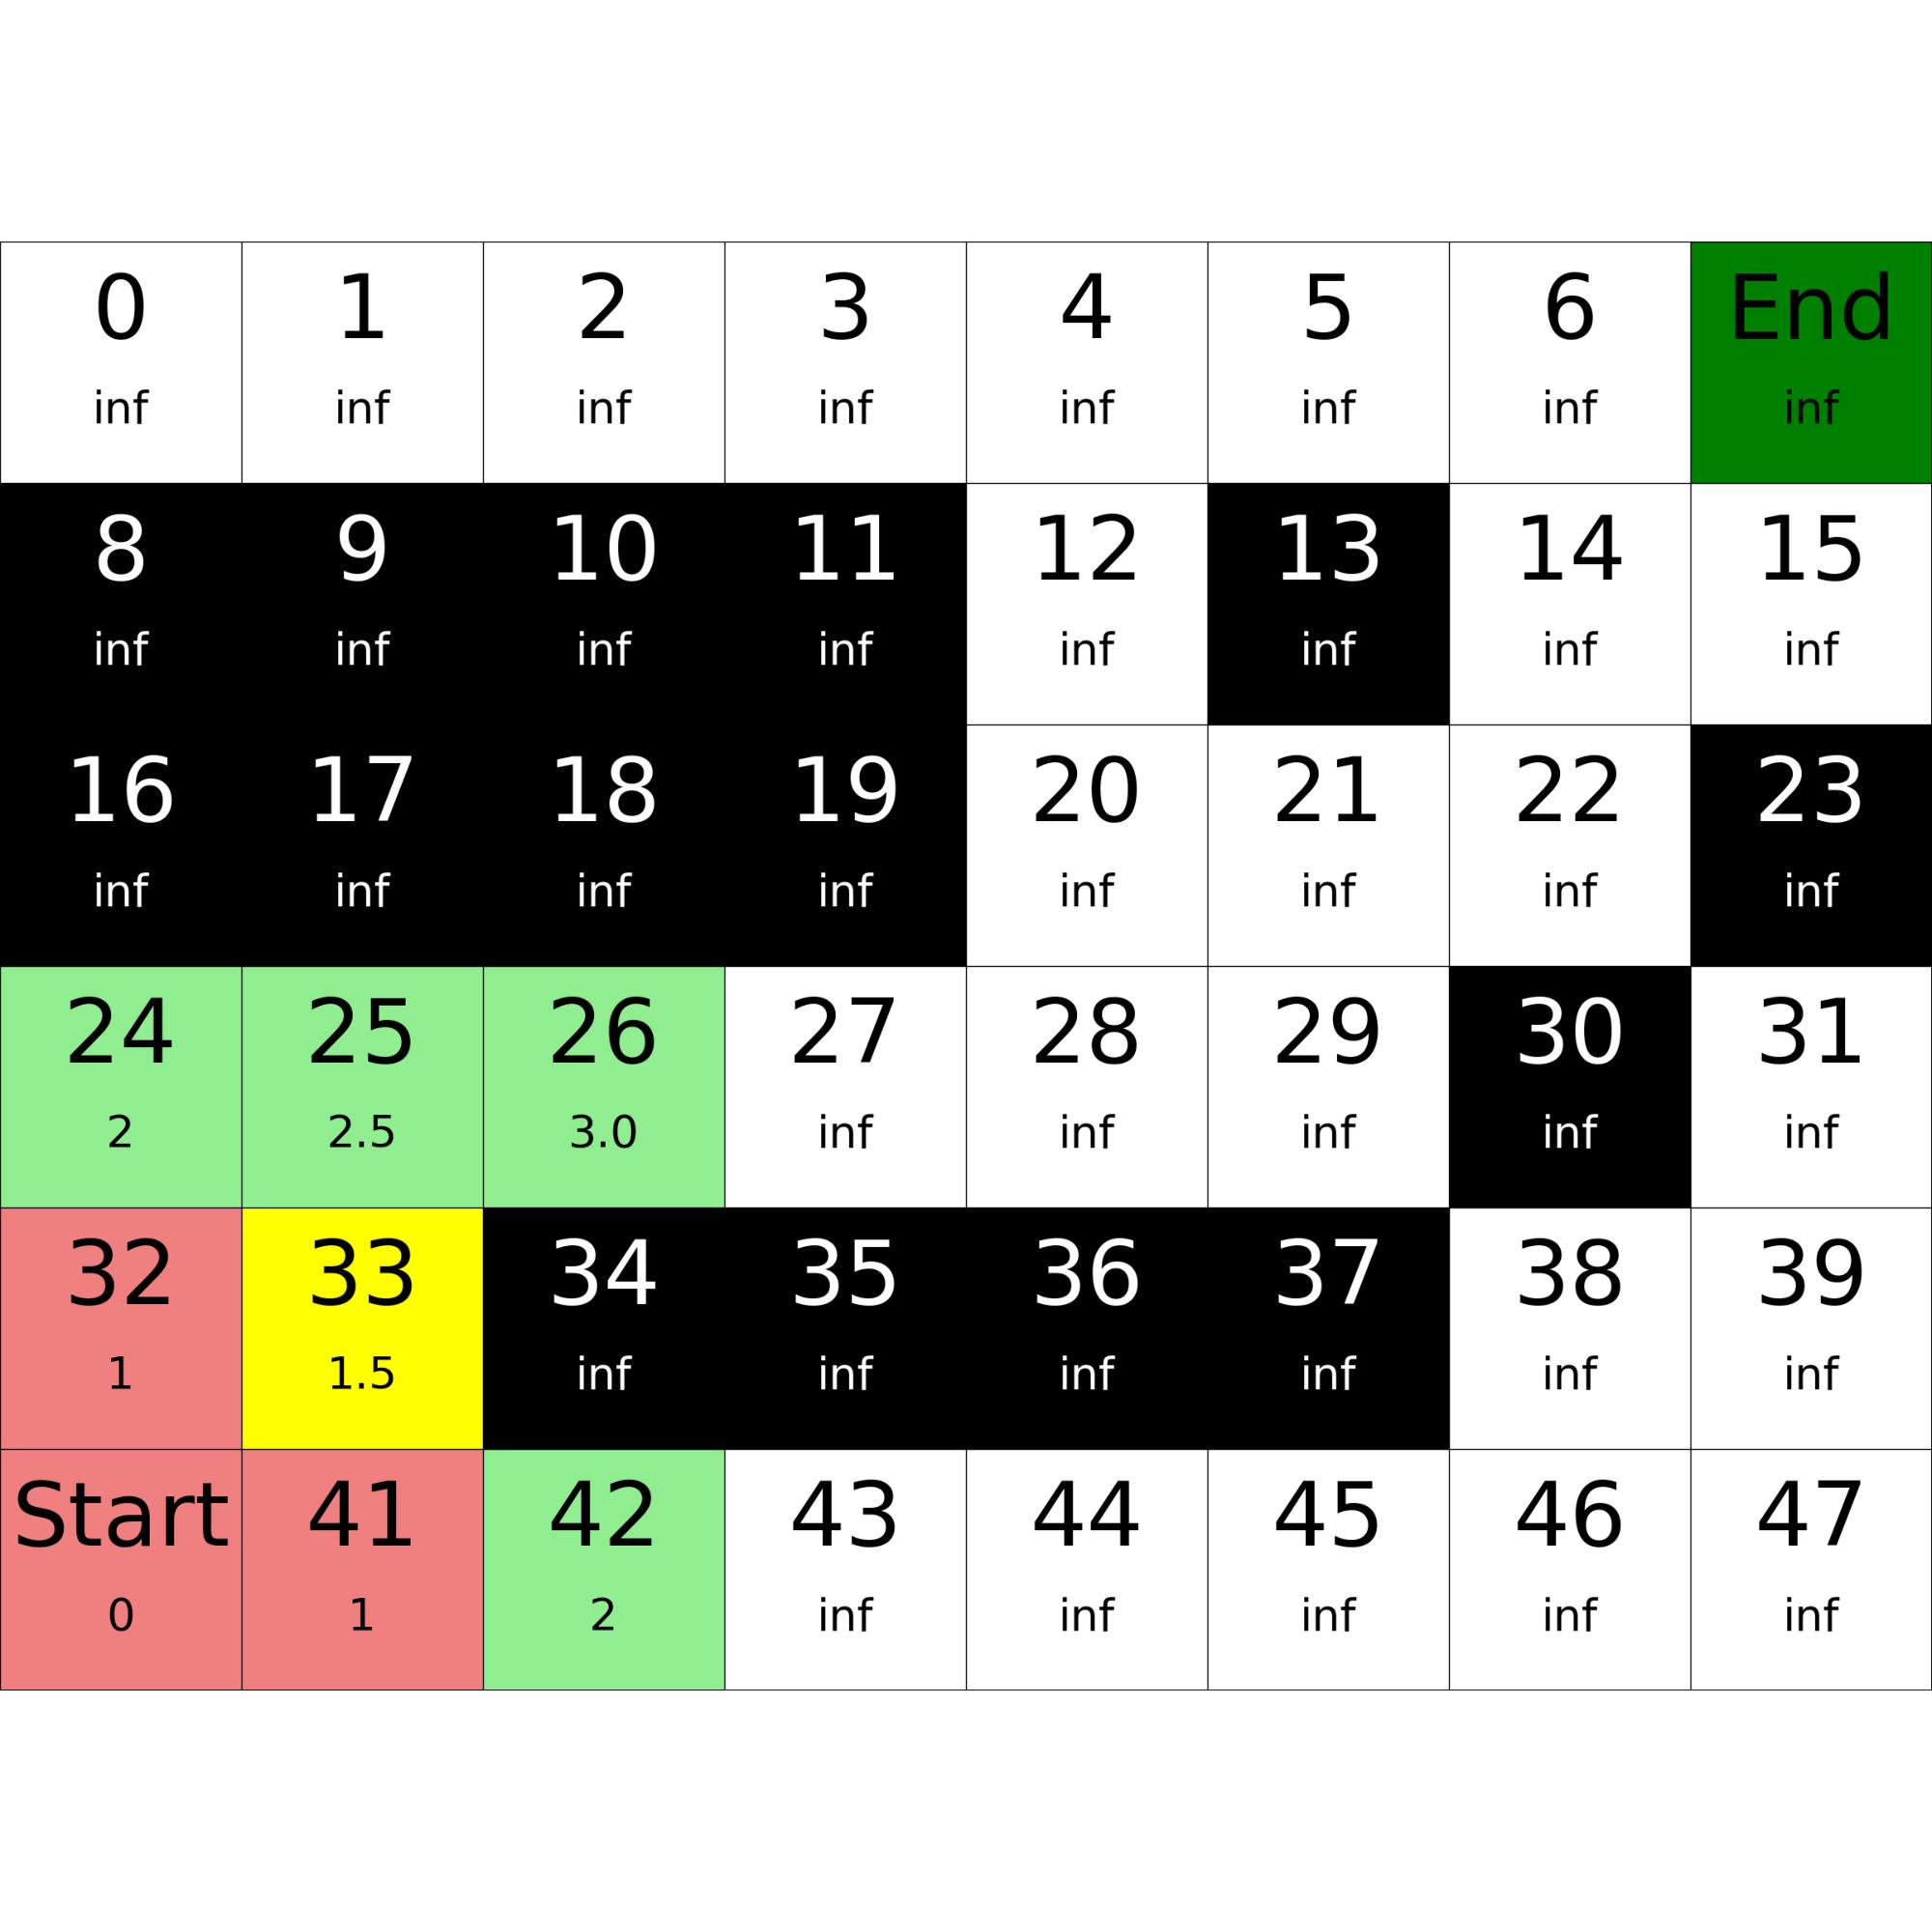 0 1 2 3 4 5 6 End
inf inf inf inf inf inf inf inf
8 9 10 11 12 13 14 15
inf inf inf inf inf inf inf inf
16 17 18 19 20 21 22 23
inf inf inf inf inf inf inf inf
24 25 26 27 28 29 30 31
2 2.5 3.0 inf inf inf inf inf
32 33 34 35 36 37 38 39
1 1.5 inf inf inf inf inf inf
Start 41 42 43 44 45 46 47
0 1 2 inf inf inf inf inf